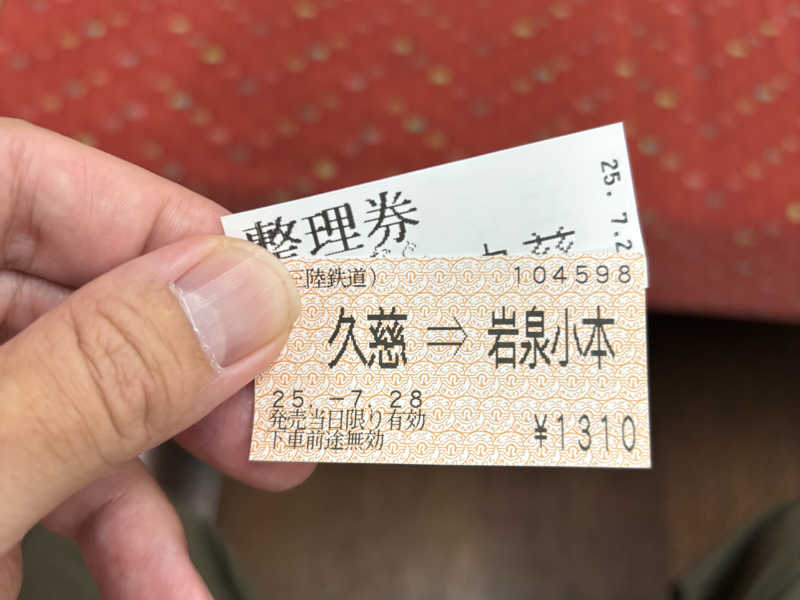 整理券
25. 7.2
三陸鉄道)
104598
久慈⇒岩泉小本
25.-7.28
発売当日限り有効
下車前途無効
¥1310